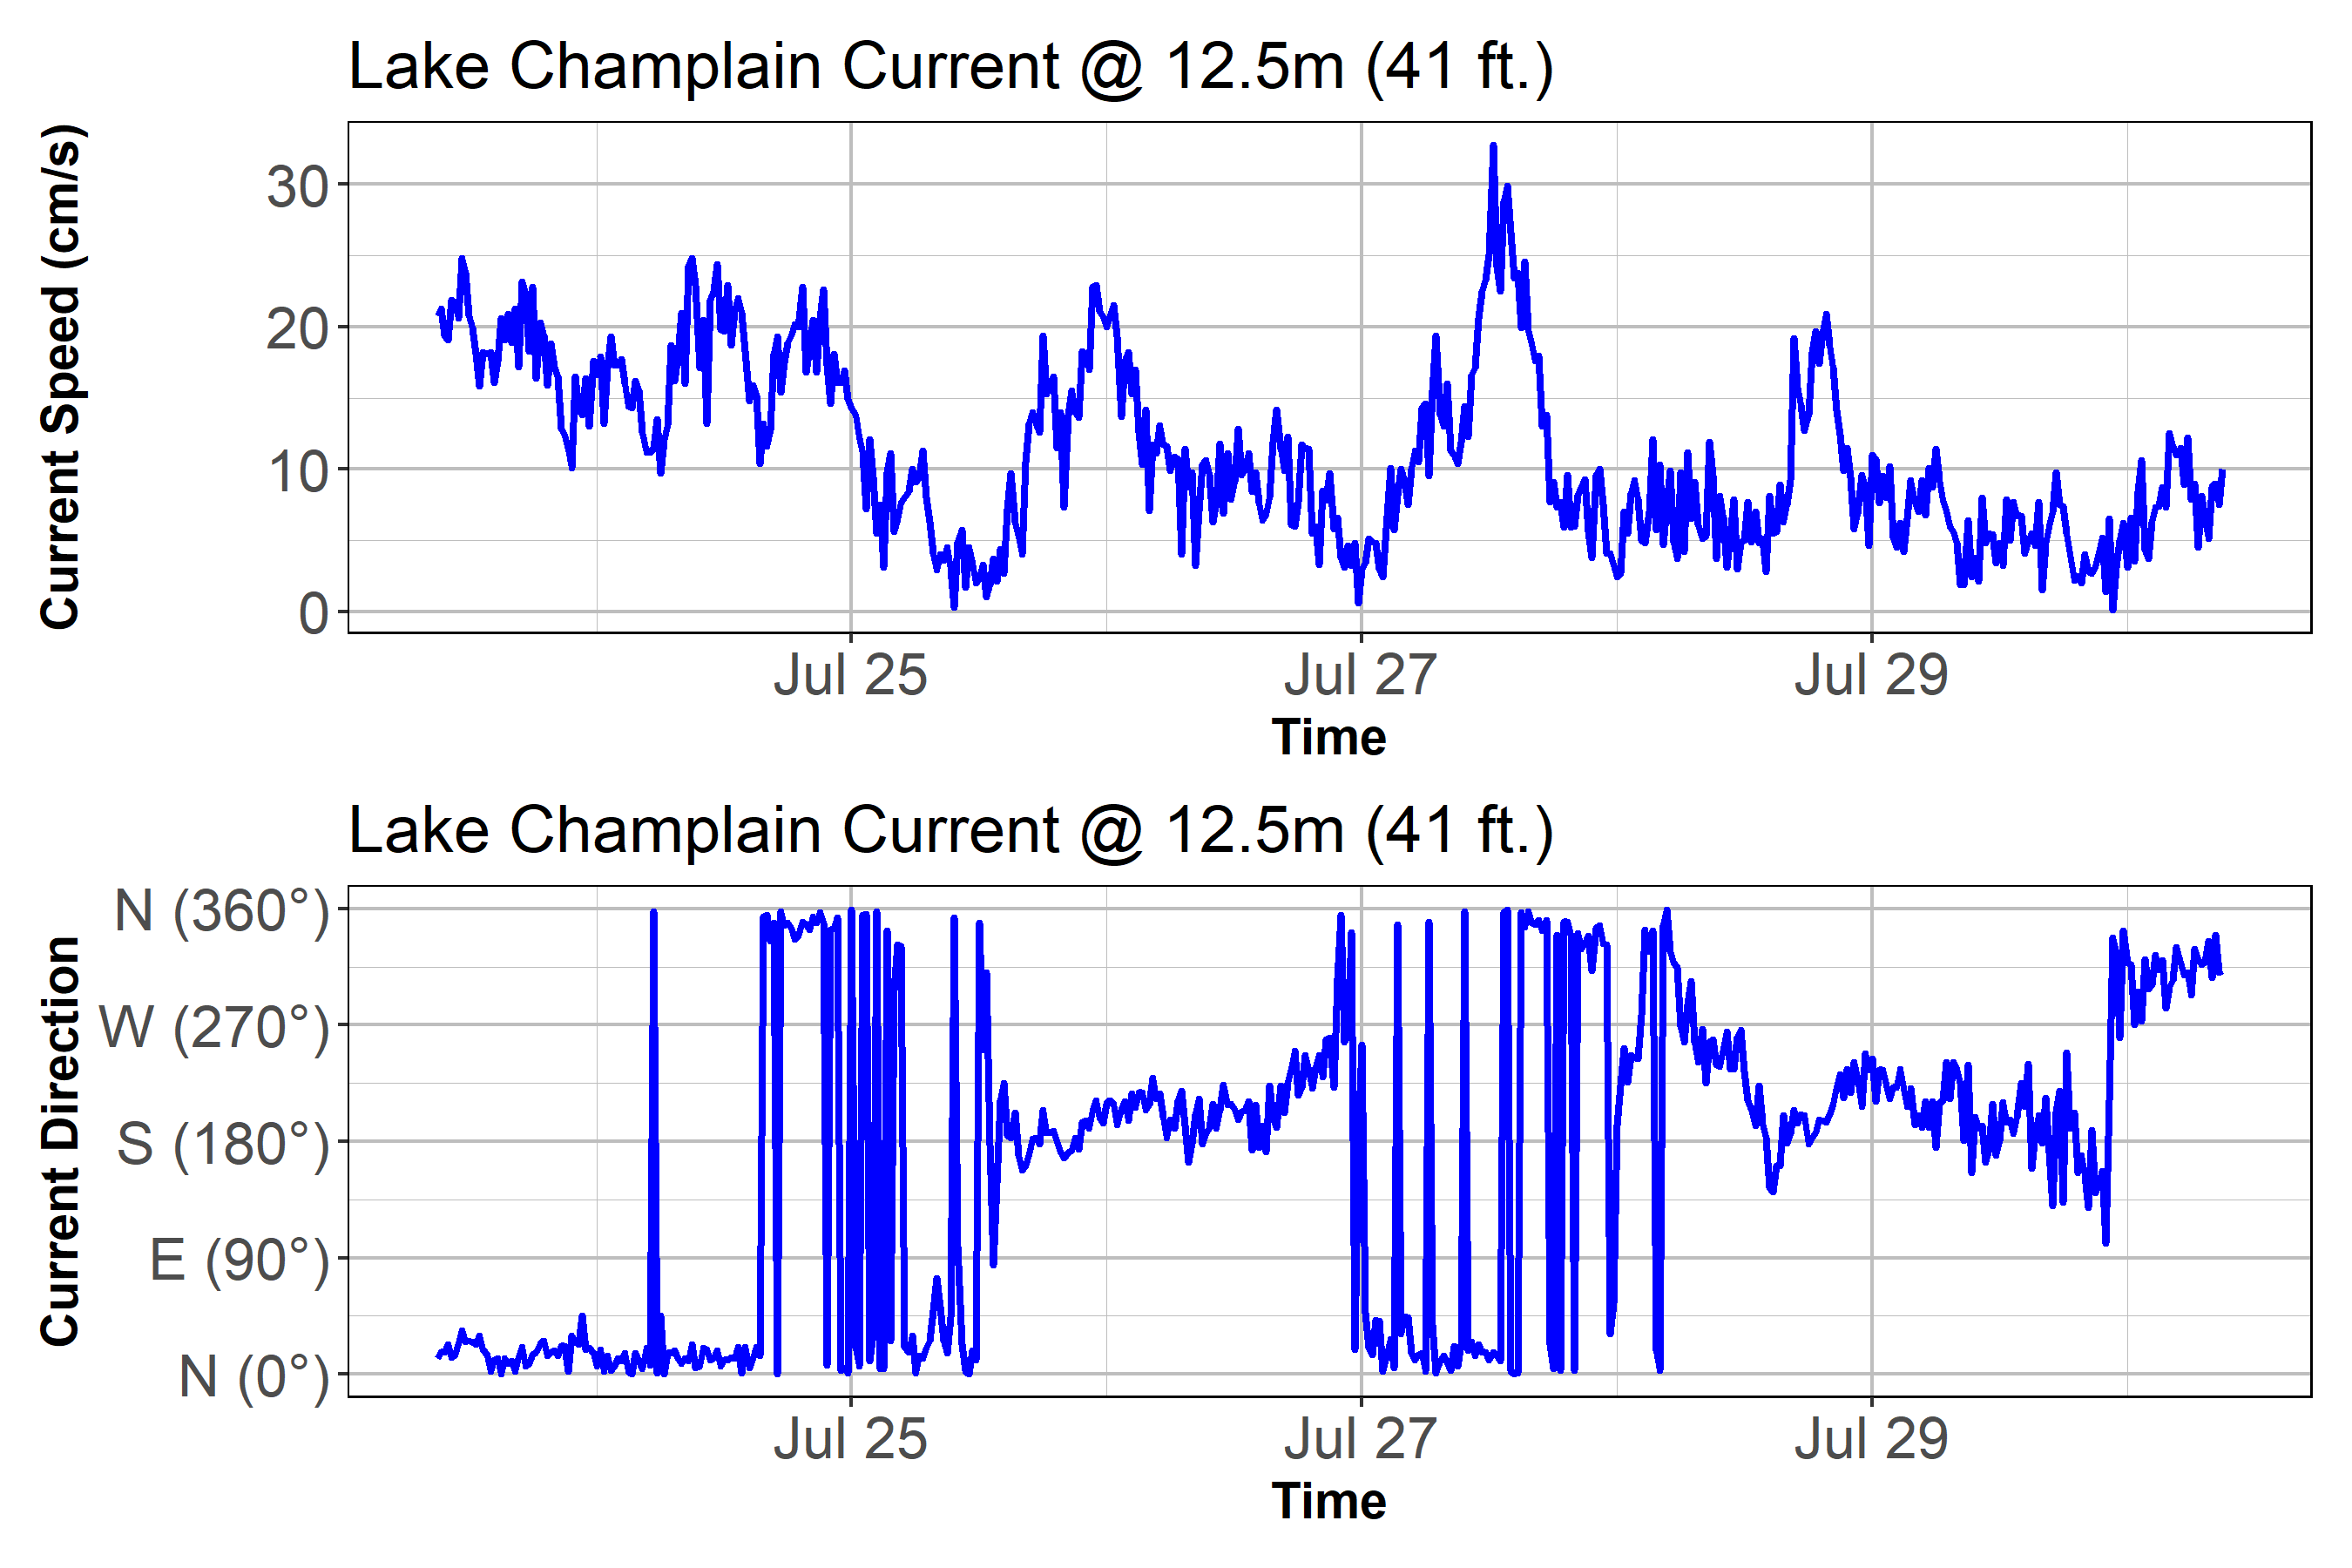 Lake Champlain Current @ 12.5m (41 ft.)
Current Speed (cm/s)
30
20
10
0
Jul 25 Jul 27 Jul 29
Time
Lake Champlain Current @ 12.5m (41 ft.)
Current Direction
N (360°)
W (270°)
S (180°)
E (90°)
N (0°)
Jul 25 Jul 27 Jul 29
Time